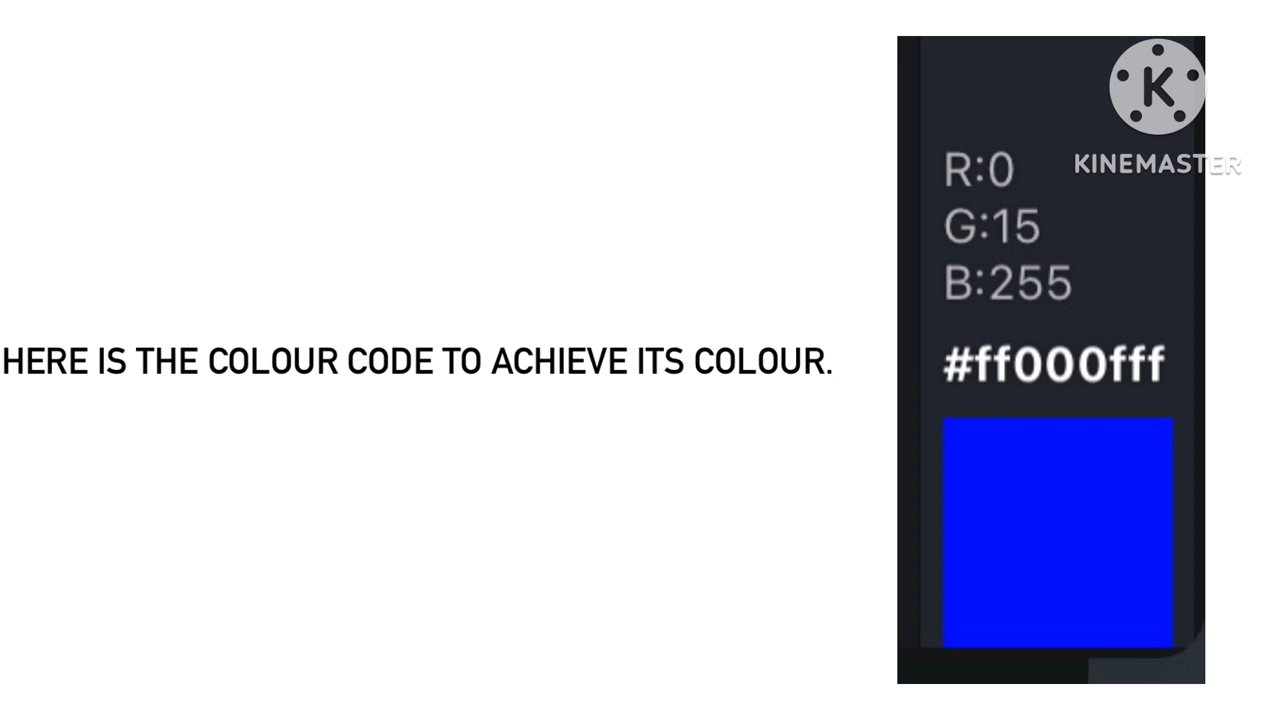 HERE IS THE COLOUR CODE TO ACHIEVE ITS COLOUR.
K
KINEMASTER
R:0
G:15
B:255
#ff000fff